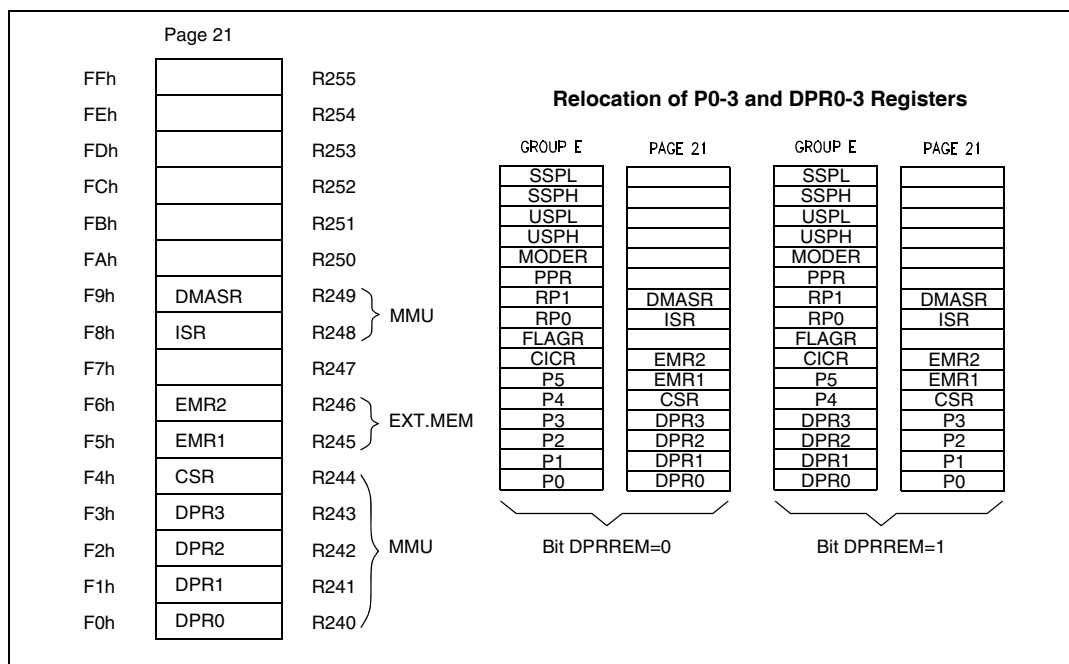 Page 21
FFh R255
FEh R254
FDh R253
FCh R252
FBh R251
FAh R250
F9h DMASR R249
MMU
F8h ISR R248
F7h R247
F6h EMR2 R246
EXT.MEM
F5h EMR1 R245
F4h CSR R244
F3h DPR3 R243
F2h DPR2 R242
MMU
F1h DPR1 R241
F0h DPR0 R240
Relocation of P0-3 and DPR0-3 Registers
GROUP E PAGE 21 GROUP E PAGE 21
SSPL SSPL
SSPH SSPH
USPL USPL
USPH USPH
MODER MODER
PPR PPR
RP1 DMASR RP1 DMASR
RP0 ISR RP0 ISR
FLAGR FLAGR
CICR EMR2 CICR EMR2
P5 EMR1 P5 EMR1
P4 CSR P4 CSR
P3 DPR3 DPR3 P3
P2 DPR2 DPR2 P2
P1 DPR1 DPR1 P1
P0 DPR0 DPR0 P0
Bit DPRREM=0 Bit DPRREM=1